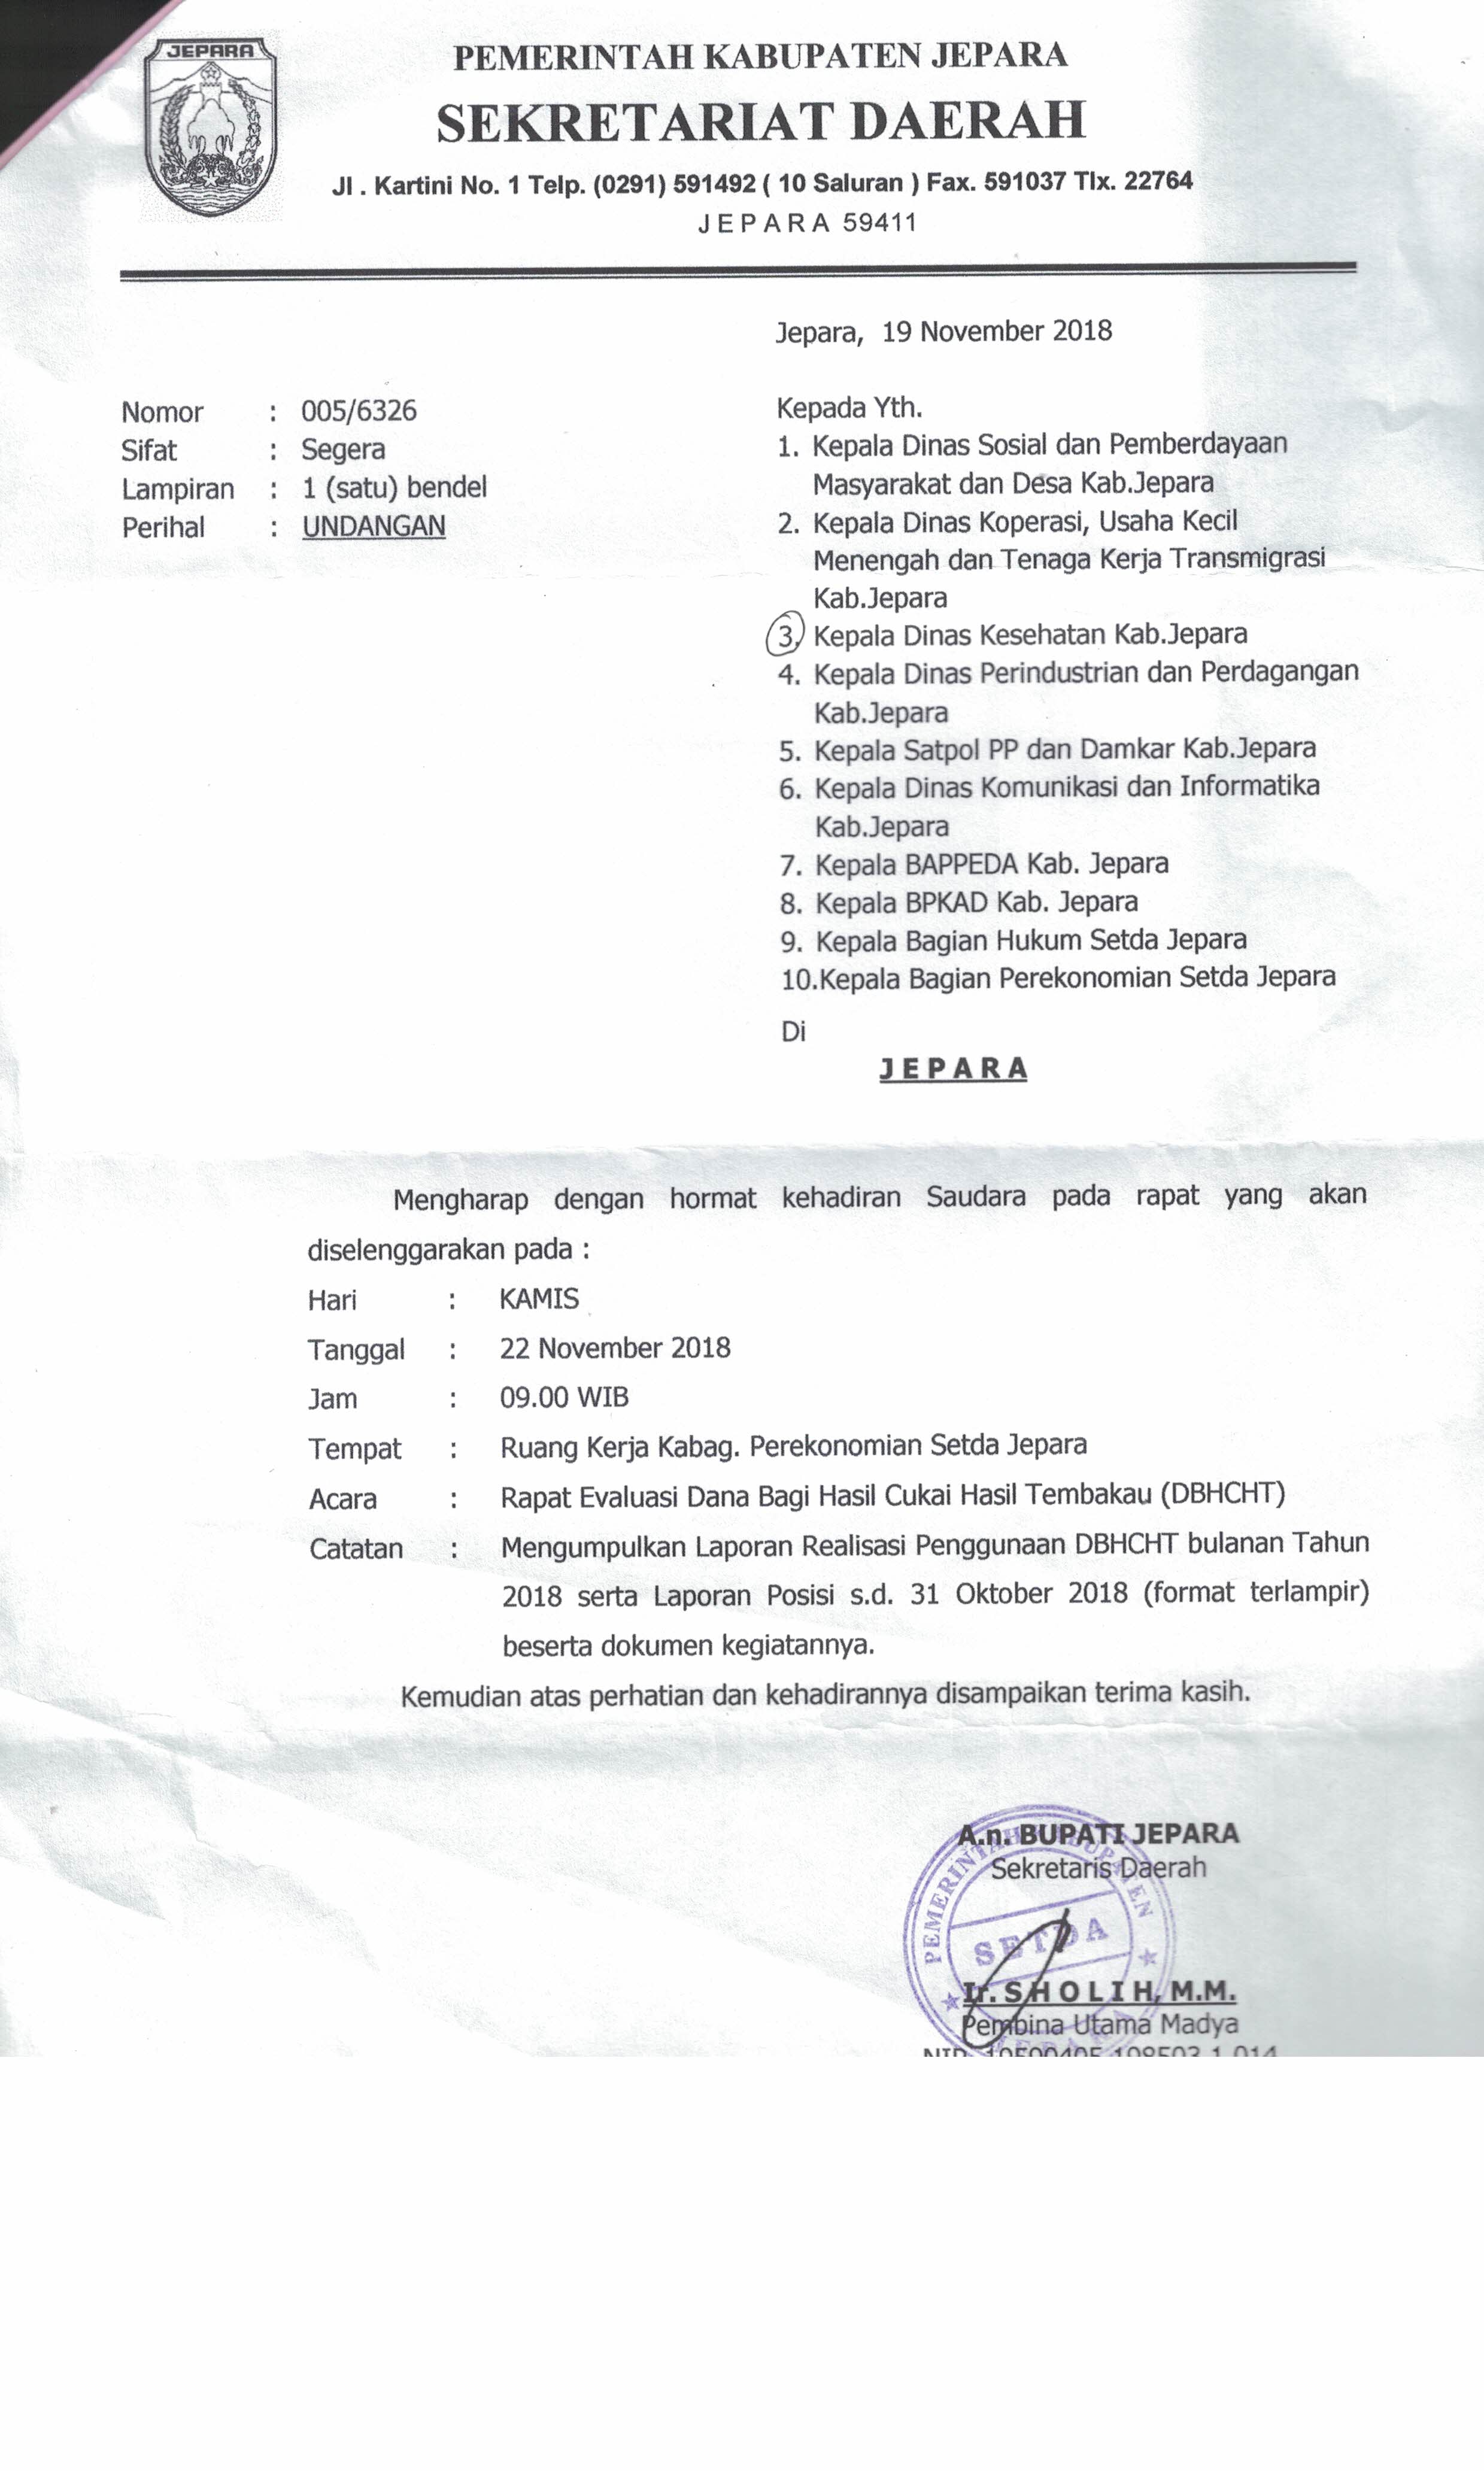 JEPARA
PEMERINTAH KABUPATEN JEPARA
SEKRETARIAT DAERAH
Jl . Kartini No. 1 Telp. (0291) 591492 ( 10 Saluran ) Fax. 591037 Tlx. 22764
J E P A R A 59411
Jepara, 19 November 2018
Nomor : 005/6326
Sifat : Segera
Lampiran : 1 (satu) bendel
Perihal : UNDANGAN
Kepada Yth.
1. Kepala Dinas Sosial dan Pemberdayaan
Masyarakat dan Desa Kab.Jepara
2. Kepala Dinas Koperasi, Usaha Kecil
Menengah dan Tenaga Kerja Transmigrasi
Kab.Jepara
3. Kepala Dinas Kesehatan Kab.Jepara
4. Kepala Dinas Perindustrian dan Perdagangan
Kab.Jepara
5. Kepala Satpol PP dan Damkar Kab.Jepara
6. Kepala Dinas Komunikasi dan Informatika
Kab.Jepara
7. Kepala BAPPEDA Kab. Jepara
8. Kepala BPKAD Kab. Jepara
9. Kepala Bagian Hukum Setda Jepara
10.Kepala Bagian Perekonomian Setda Jepara
Di
J E P A R A
Mengharap dengan hormat kehadiran Saudara pada rapat yang akan
diselenggarakan pada :
Hari : KAMIS
Tanggal : 22 November 2018
Jam : 09.00 WIB
Tempat : Ruang Kerja Kabag. Perekonomian Setda Jepara
Acara : Rapat Evaluasi Dana Bagi Hasil Cukai Hasil Tembakau (DBHCHT)
Catatan : Mengumpulkan Laporan Realisasi Penggunaan DBHCHT bulanan Tahun
2018 serta Laporan Posisi s.d. 31 Oktober 2018 (format terlampir)
beserta dokumen kegiatannya.
Kemudian atas perhatian dan kehadirannya disampaikan terima kasih.
A.n. BUPATI JEPARA
Sekretaris Daerah
PEMERINTAH KABUPATEN
SETDA
JEPARA
Ir. S H O L I H, M.M.
Pembina Utama Madya
NIP.